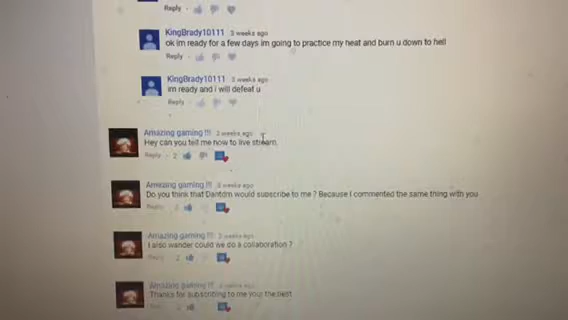 Reply
KingBrady10111 3 weeks ago
ok im ready for a few days im going to practice my heat and burn u down to hell
Reply
KingBrady10111 3 weeks ago
im ready and i will defeat u
Reply
Amazing gaming !!! 2 weeks ago
Hey can you tell me now to live stream.
Reply 2
Amazing gaming !!! 3 weeks ago
Do you think that Dantdm would subscribe to me ? Because I commented the same thing with you
Reply 2
Amazing gaming !!! 3 weeks ago
I also wander could we do a collaboration ?
Reply 2
Amazing gaming !!! 3 weeks ago
Thanks for subscribing to me your the best
Reply